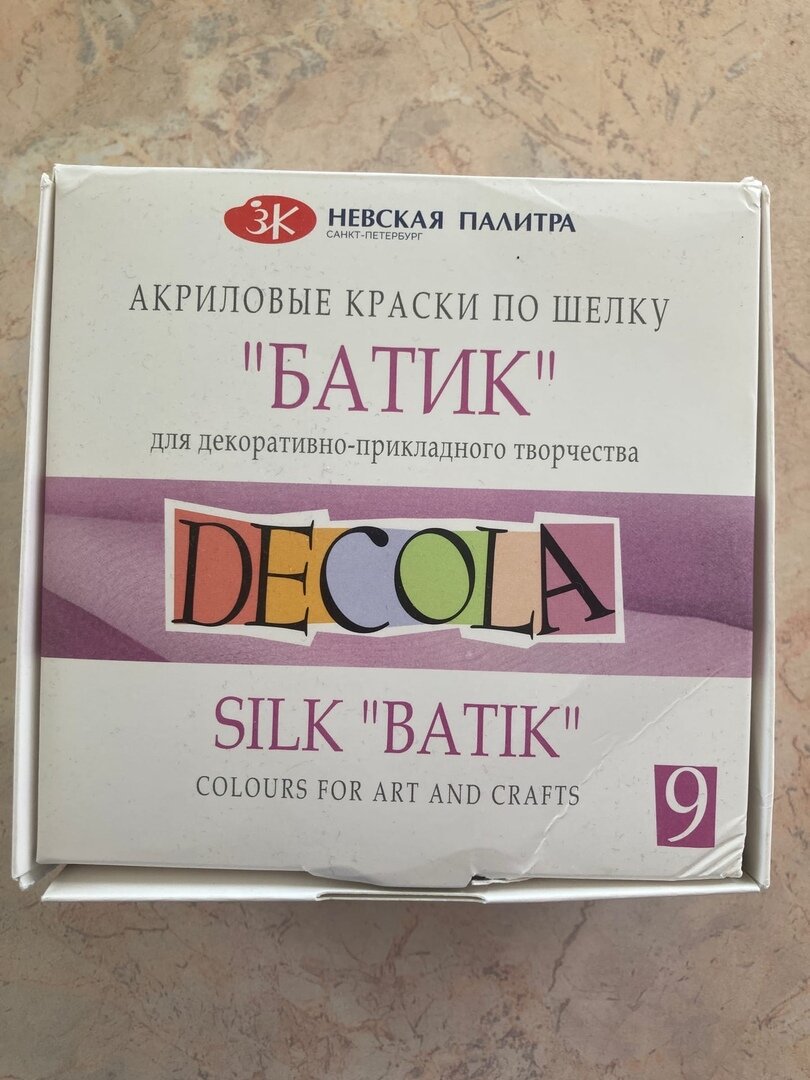 ЗК НЕВСКАЯ ПАЛИТРА
САНКТ-ПЕТЕРБУРГ
АКРИЛОВЫЕ КРАСКИ ПО ШЕЛКУ
"БАТИК"
для декоративно-прикладного творчества
DECOLA
SILK "BATIK"
COLOURS FOR ART AND CRAFTS
9